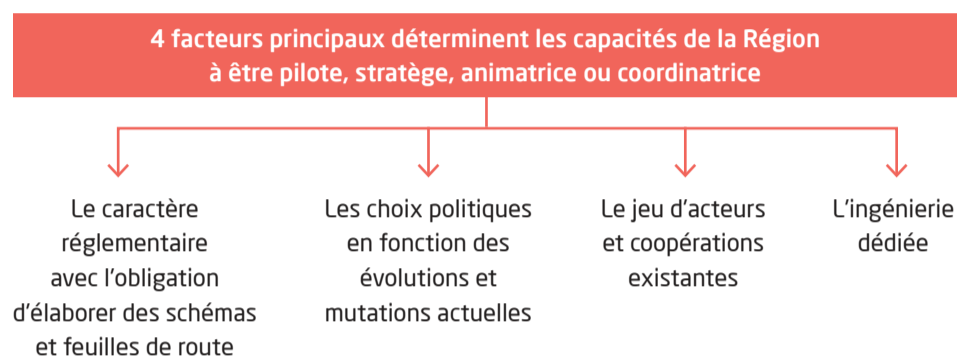 4 facteurs principaux déterminent les capacités de la Région
à être pilote, stratège, animatrice ou coordinatrice
Le caractère
réglementaire
avec l'obligation
d'élaborer des schémas
et feuilles de route
Les choix politiques
en fonction des
évolutions et
mutations actuelles
Le jeu d'acteurs
et coopérations
existantes
L'ingénierie
dédiée